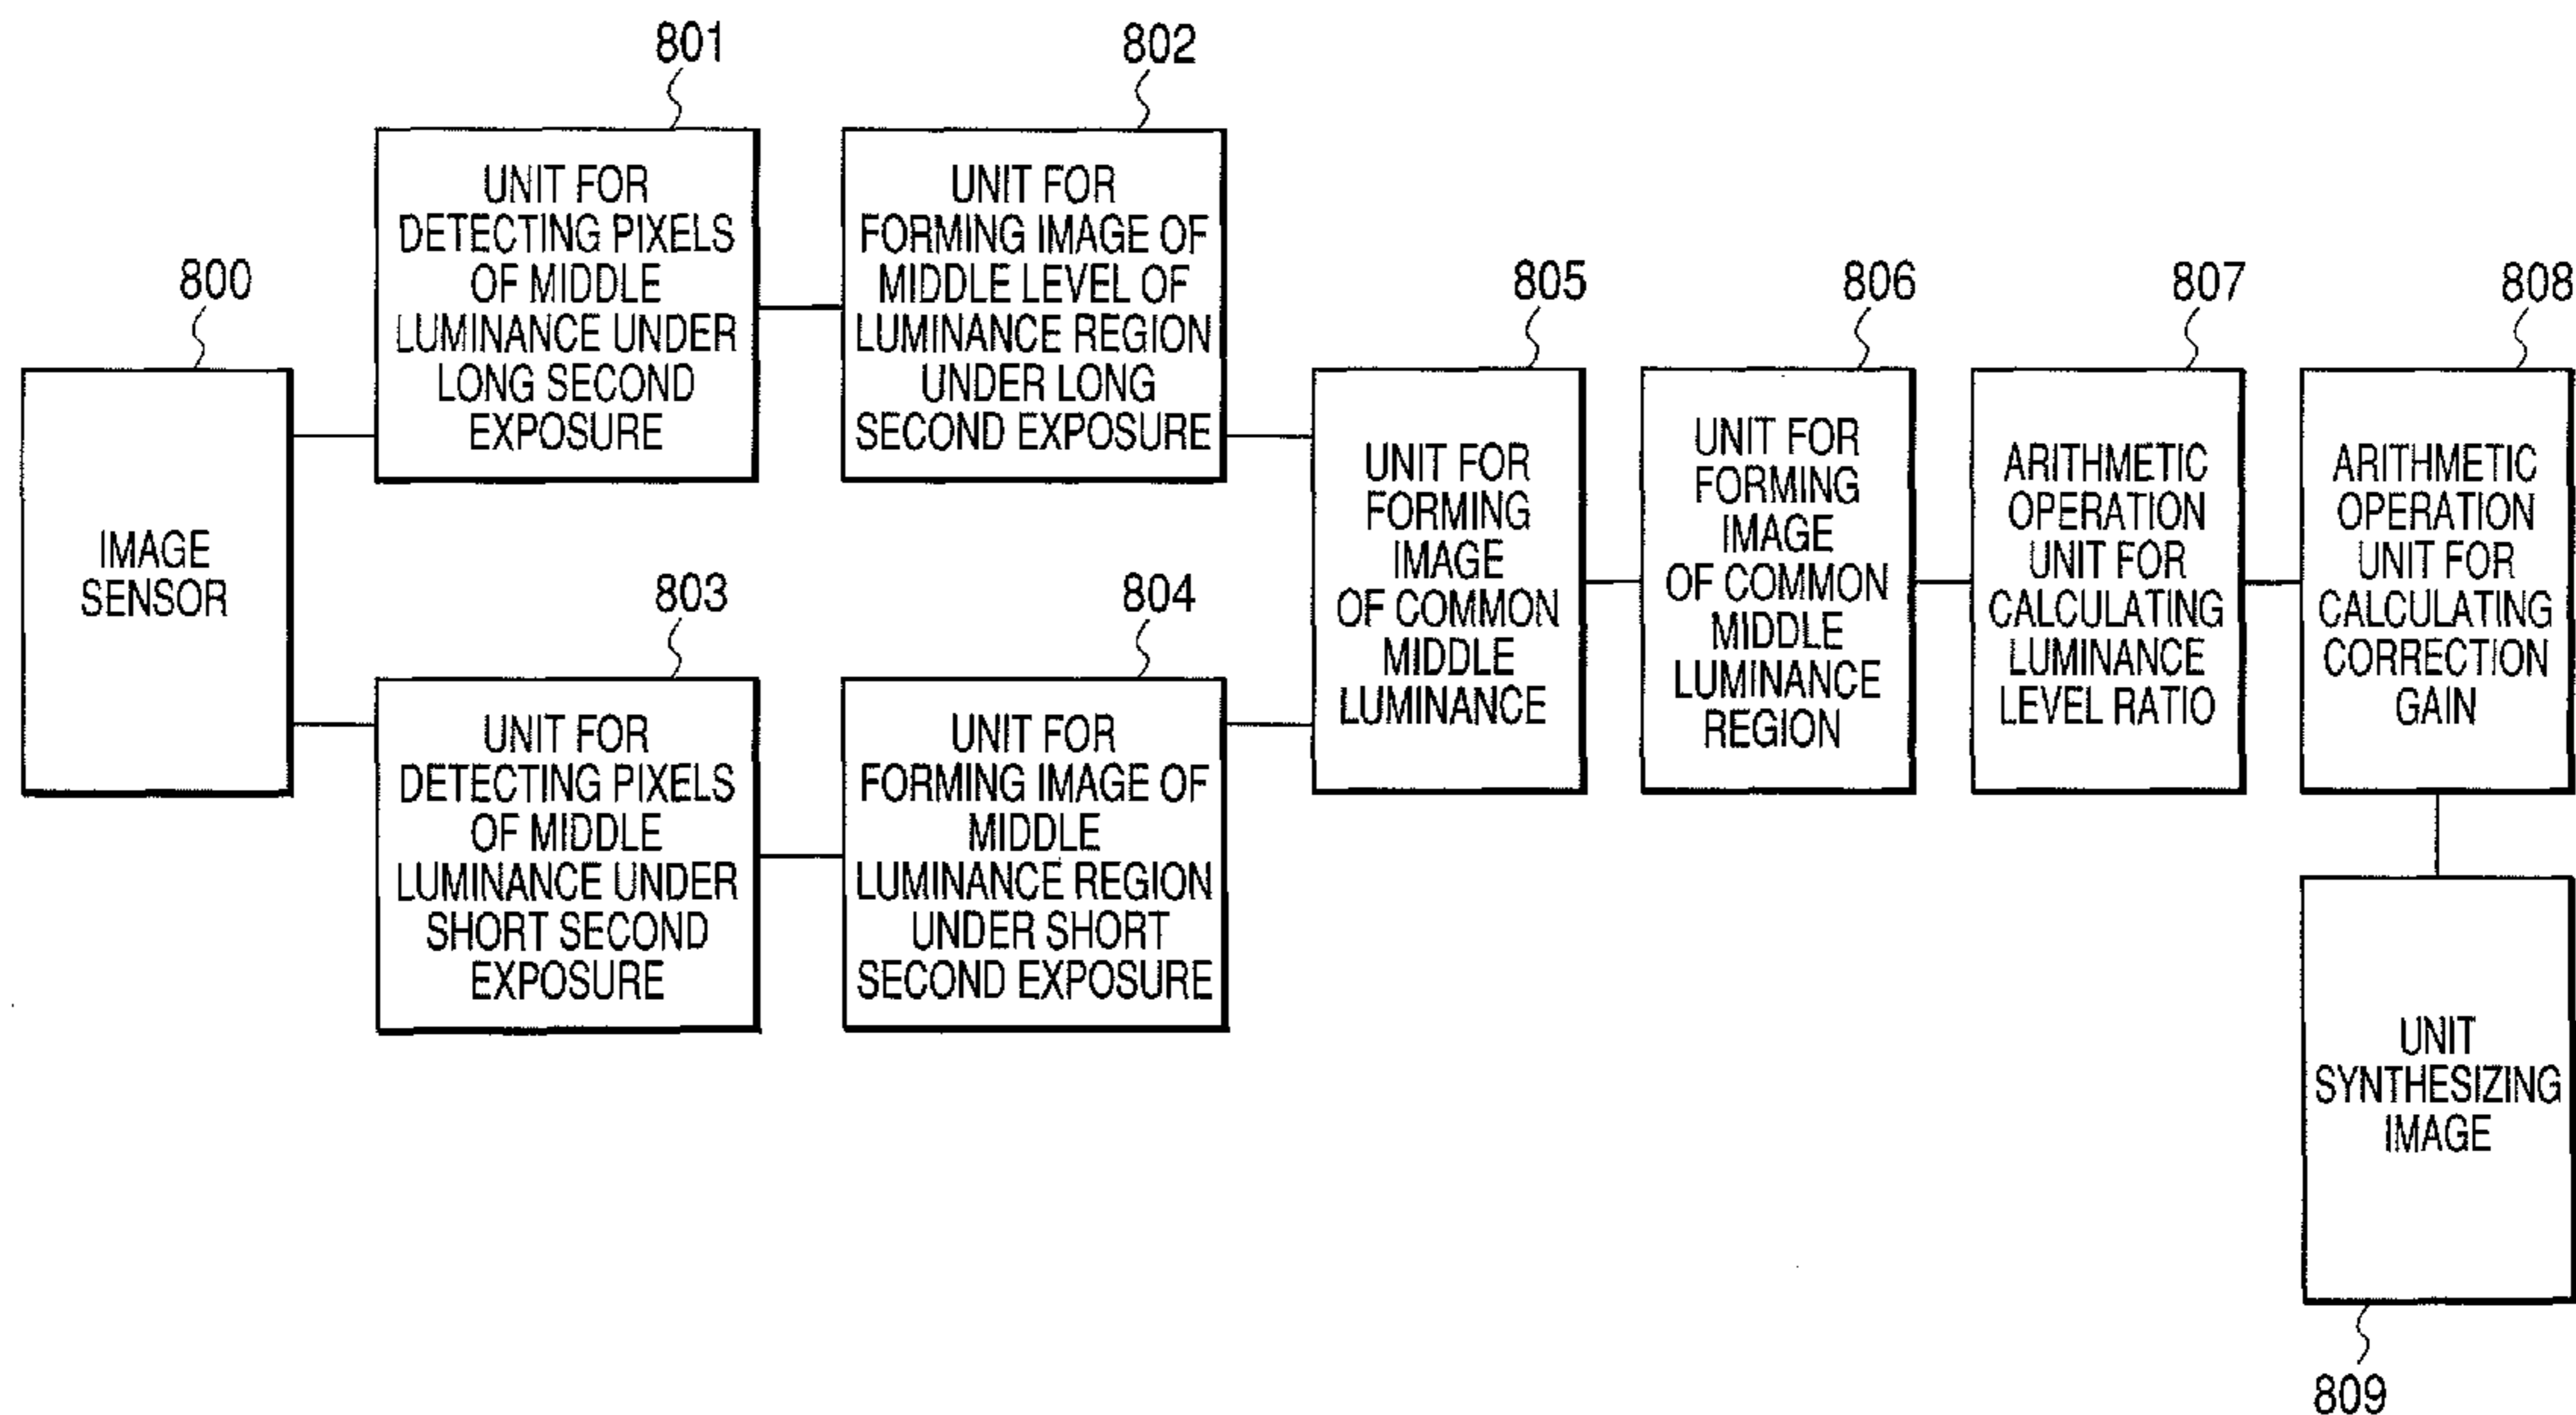 801
UNIT FOR
DETECTING PIXELS
OF MIDDLE
LUMINANCE UNDER
LONG SECOND
EXPOSURE
802
UNIT FOR
FORMING IMAGE OF
MIDDLE LEVEL OF
LUMINANCE REGION
UNDER LONG
SECOND EXPOSURE
800
IMAGE
SENSOR
803
UNIT FOR
DETECTING PIXELS
OF MIDDLE
LUMINANCE UNDER
SHORT SECOND
EXPOSURE
804
UNIT FOR
FORMING IMAGE OF
MIDDLE
LUMINANCE REGION
UNDER SHORT
SECOND EXPOSURE
805
UNIT FOR
FORMING
IMAGE
OF COMMON
MIDDLE
LUMINANCE
806
UNIT FOR
FORMING
IMAGE
OF COMMON
MIDDLE
LUMINANCE
REGION
807
ARITHMETIC
OPERATION
UNIT FOR
CALCULATING
LUMINANCE
LEVEL RATIO
808
ARITHMETIC
OPERATION
UNIT FOR
CALCULATING
CORRECTION
GAIN
UNIT
SYNTHESIZING
IMAGE
809